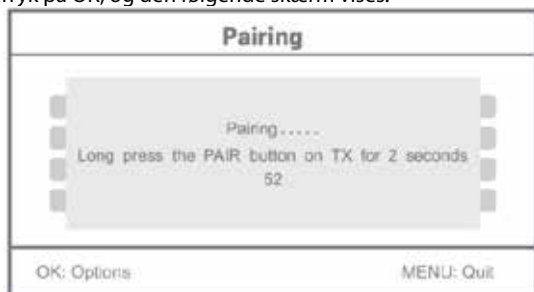 på OK, og den følgende skærm vises.
Pairing
Pairing.....
Long press the PAIR button on TX for 2 seconds
52
OK: Options
MENU: Quit